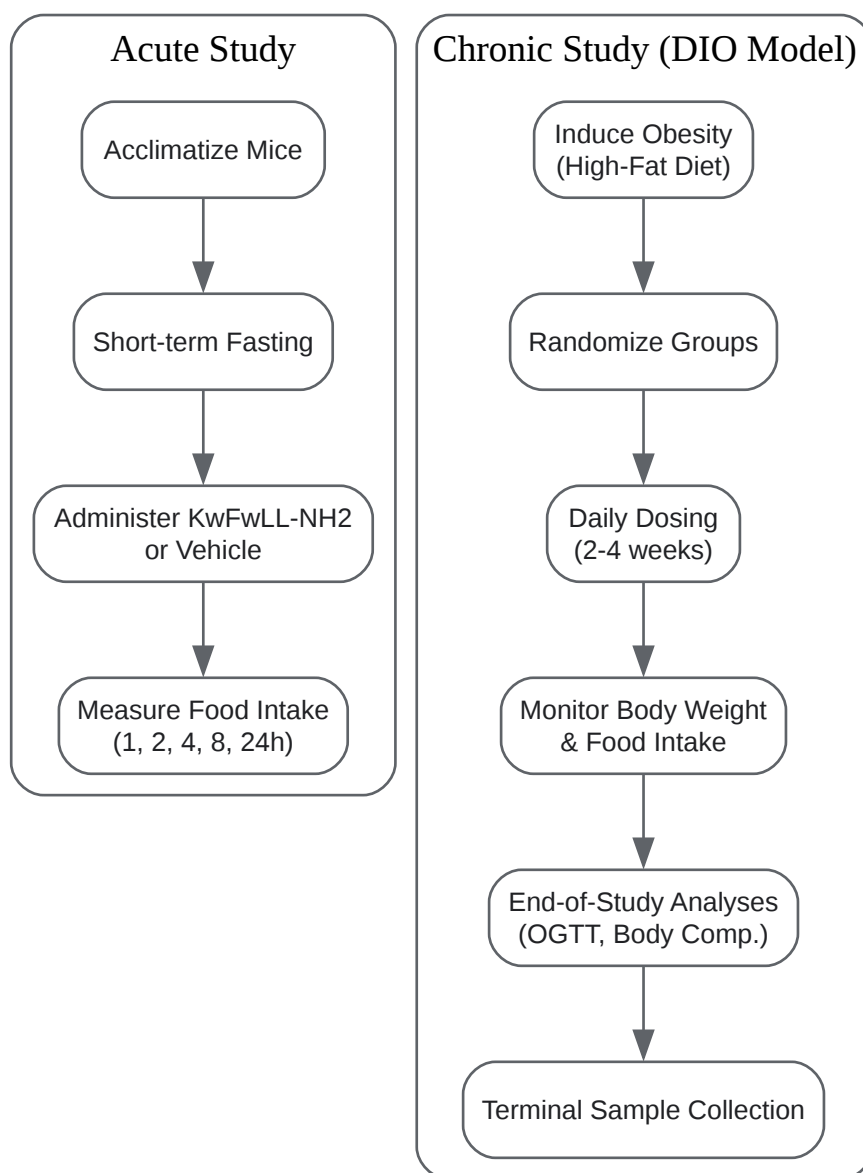 Acute Study
Acclimatize Mice
Short-term Fasting
Administer KwFwLL-NH2
or Vehicle
Measure Food Intake
(1, 2, 4, 8, 24h)
Chronic Study (DIO Model)
Induce Obesity
(High-Fat Diet)
Randomize Groups
Daily Dosing
(2-4 weeks)
Monitor Body Weight
& Food Intake
End-of-Study Analyses
(OGTT, Body Comp.)
Terminal Sample Collection